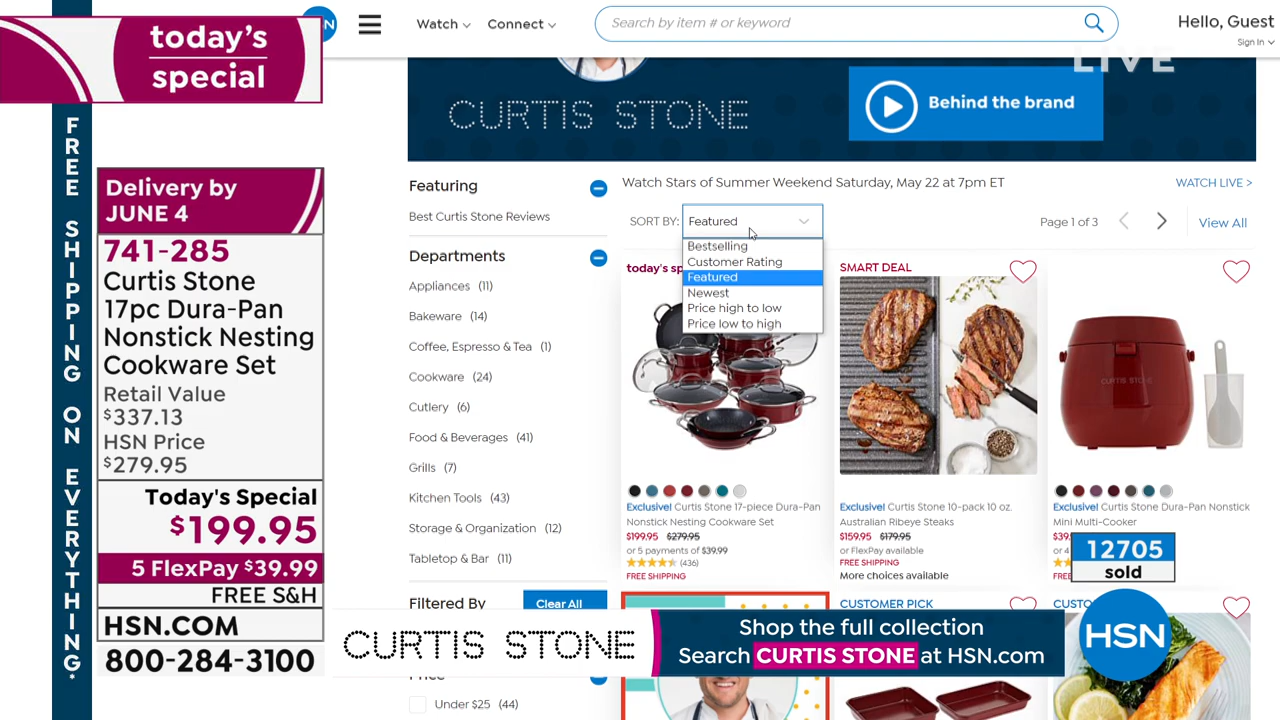 today's
special
FREE SHIPPING ON EVERYTHING*
Delivery by
JUNE 4
741-285
Curtis Stone
17pc Dura-Pan
Nonstick Nesting
Cookware Set
Retail Value
$337.13
HSN Price
$279.95
Today's Special
$199.95
5 FlexPay $39.99
FREE S&H
HSN.COM
800-284-3100
Watch
Connect
Search by item # or keyword
Hello, Guest
Sign In
LIVE
CURTIS STONE
Behind the brand
Featuring
Best Curtis Stone Reviews
Departments
Appliances (11)
Bakeware (14)
Coffee, Espresso & Tea (1)
Cookware (24)
Cutlery (6)
Food & Beverages (41)
Grills (7)
Kitchen Tools (43)
Storage & Organization (12)
Tabletop & Bar (11)
Filtered By
Clear All
Price
Under $25 (44)
Watch Stars of Summer Weekend Saturday, May 22 at 7pm ET
WATCH LIVE >
SORT BY: Featured
Bestselling
Customer Rating
Featured
Newest
Price high to low
Price low to high
Page 1 of 3
View All
today's sp
Exclusive! Curtis Stone 17-piece Dura-Pan
Nonstick Nesting Cookware Set
$199.95 $279.95
or 5 payments of $39.99
(436)
FREE SHIPPING
SMART DEAL
Exclusive! Curtis Stone 10-pack 10 oz.
Australian Ribeye Steaks
$159.95 $179.95
or FlexPay available
FREE SHIPPING
More choices available
CURTIS STONE
Exclusive! Curtis Stone Dura-Pan Nonstick
Mini Multi-Cooker
$39
or 4
FREE
12705
sold
CUSTOMER PICK
CUSTO
CURTIS STONE
Shop the full collection
Search CURTIS STONE at HSN.com
HSN